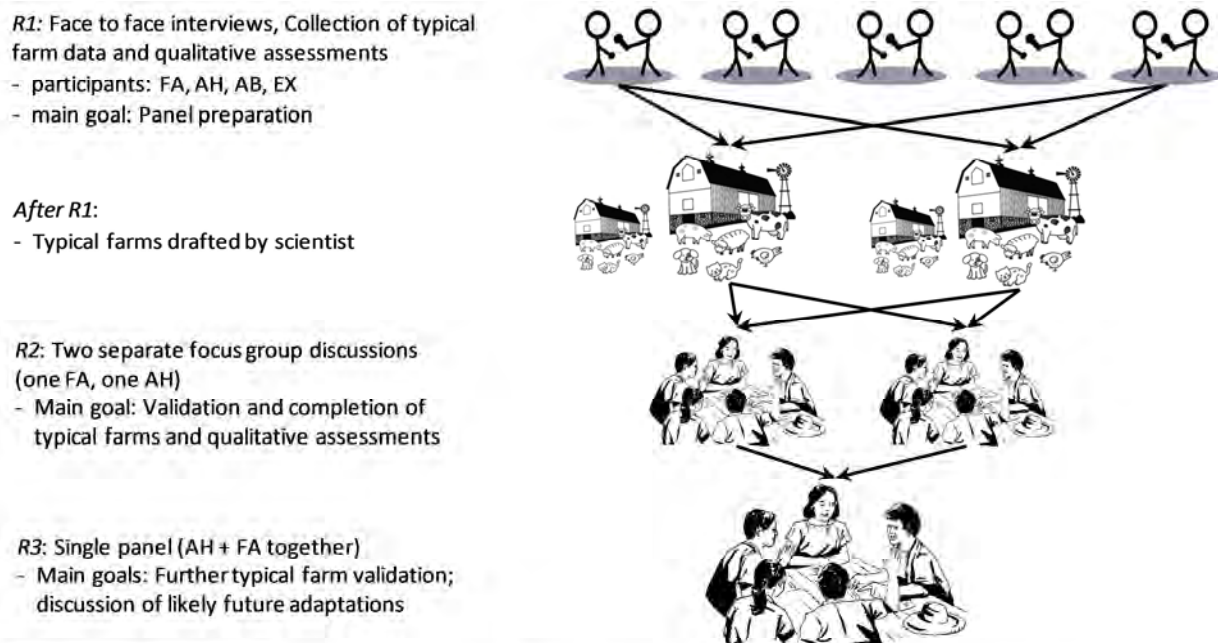 R1: Face to face interviews, Collection of typical
farm data and qualitative assessments
- participants: FA, AH, AB, EX
- main goal: Panel preparation
After R1:
- Typical farms drafted by scientist
R2: Two separate focus group discussions
(one FA, one AH)
- Main goal: Validation and completion of
typical farms and qualitative assessments
R3: Single panel (AH + FA together)
- Main goals: Further typical farm validation;
discussion of likely future adaptations